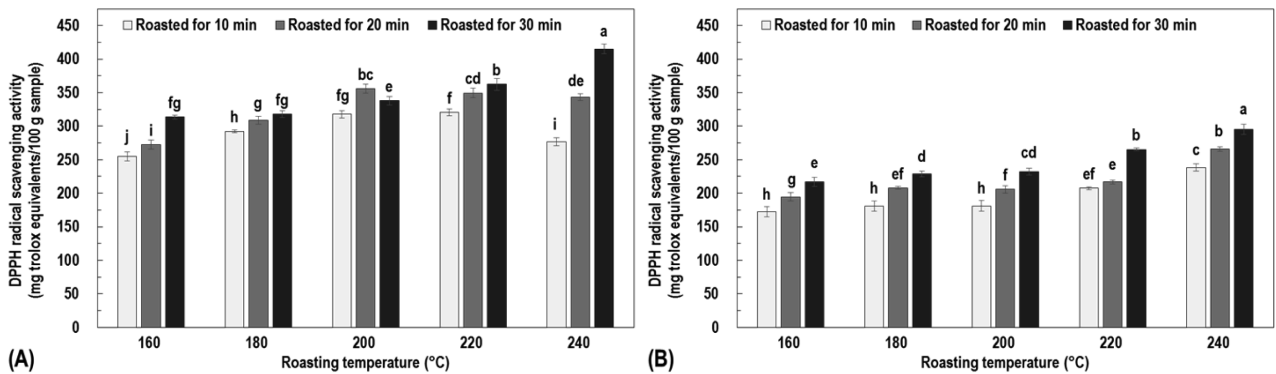 DPPH radical scavenging activity
(mg trolox equivalents/100 g sample)
450
400
350
300
250
200
150
100
50
0
Roasted for 10 min Roasted for 20 min Roasted for 30 min
j i fg
h g fg
fg bc e
f cd b
i de a
160 180 200 220 240
Roasting temperature (°C)
(A)
DPPH radical scavenging activity
(mg trolox equivalents/100 g sample)
450
400
350
300
250
200
150
100
50
0
Roasted for 10 min Roasted for 20 min Roasted for 30 min
h g e
h ef d
h f cd
ef e b
c b a
160 180 200 220 240
Roasting temperature (°C)
(B)